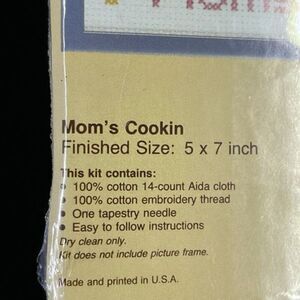 Mom's Cookin
Finished Size: 5 x 7 inch
This kit contains:
• 100% cotton 14-count Aida cloth
• 100% cotton embroidery thread
• One tapestry needle
• Easy to follow instructions
Dry clean only.
Kit does not include picture frame.
Made and printed in U.S.A.